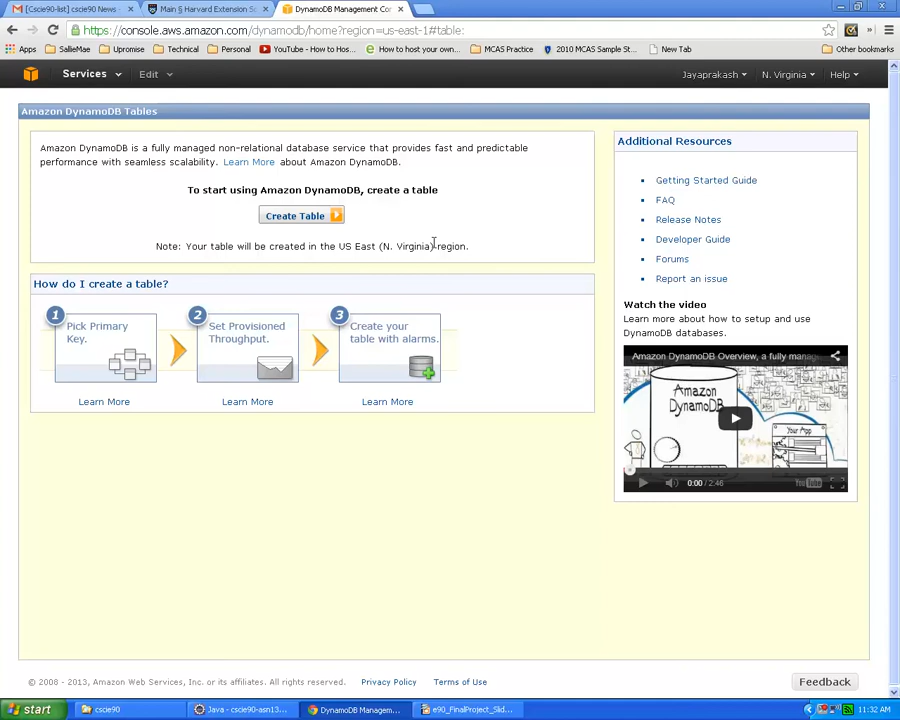 [Cscie90-list] cscie90 News
Main § Harvard Extension S
DynamoDB Management Con
https://console.aws.amazon.com/dynamodb/home?region=us-east-1#table:
Apps
SallieMae
Upromise
Technical
Personal
YouTube - HowTo...
How to host your own...
MCAS Practice
2010 MCAS Sample St...
New Tab
Other bookmarks
Services
Edit
Jayaprakash
N. Virginia
Help
Amazon DynamoDB Tables
Amazon DynamoDB is a fully managed non-relational database service that provides fast and predictable
performance with seamless scalability. Learn More about Amazon DynamoDB.
To start using Amazon DynamoDB, create a table
Create Table
Note: Your table will be created in the US East (N. Virginia) region.
How do I create a table?
1
Pick Primary
Key.
2
Set Provisioned
Throughput.
3
Create your
table with alarms.
Learn More
Learn More
Learn More
Additional Resources
Getting Started Guide
FAQ
Release Notes
Developer Guide
Forums
Report an issue
Watch the video
Learn more about how to setup and use
DynamoDB databases.
Amazon DynamoDB Overview, a fully manag
Amazon
DynamoDB
Your App
0:00 / 2:46
YouTube
© 2008 - 2013, Amazon Web Services, Inc. or its affiliates. All rights reserved.
Privacy Policy
Terms of Use
Feedback
start
cscie90
Java - cscie90-asn13...
DynamoDB Managem...
e90_FinalProject_Slid...
11:32 AM